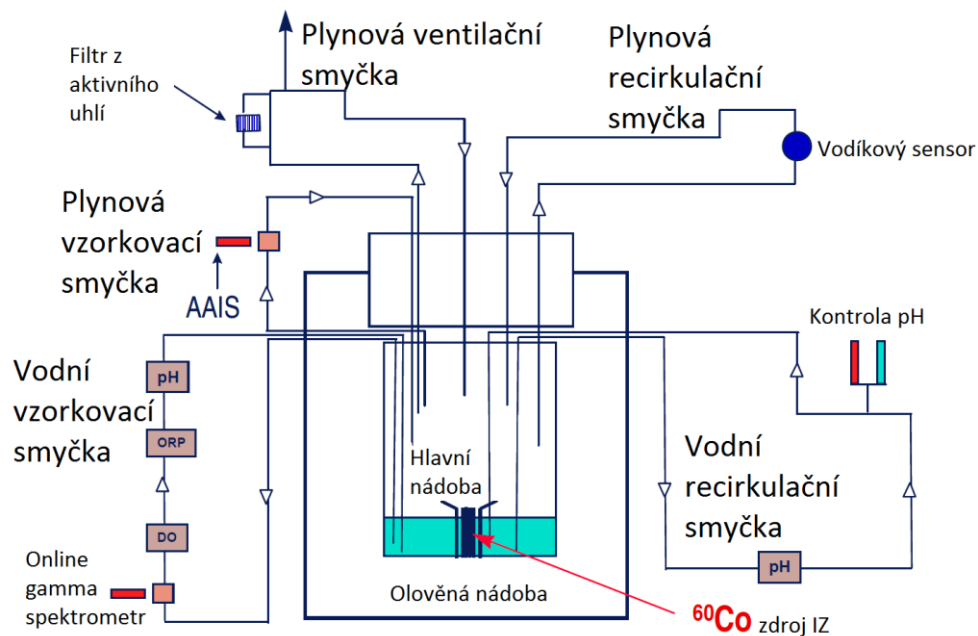 Plynová ventilační
smyčka
Plynová
recirkulační
smyčka
Filtr z
aktivního
uhlí
Vodíkový sensor
Plynová
vzorkovací
smyčka
AAIS
Kontrola pH
Vodní
vzorkovací
smyčka
pH
ORP
DO
Online
gamma
spektrometr
Hlavní
nádoba
Vodní
recirkulační
smyčka
pH
Olověná nádoba
⁶⁰Co zdroj IZ